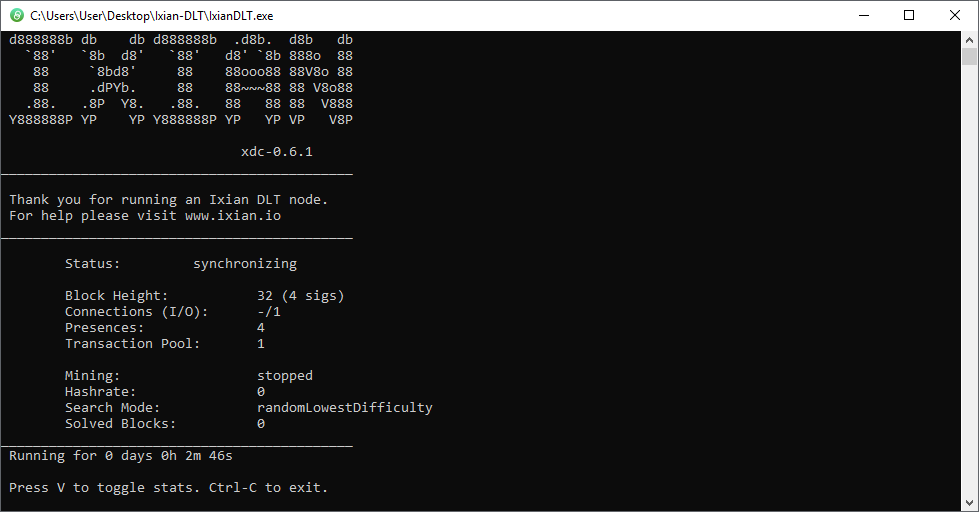 C:\Users\User\Desktop\Ixian-DLT\IxianDLT.exe
d888888b db    db d888888b  .d8b.  d8b   db
  `88'   `8b  d8'   `88'   d8' `8b 888o  88
   88     `8bd8'     88    88ooo88 88V8o 88
   88     .dPYb.     88    88~~~88 88 V8o88
  .88.   .8P  Y8.   .88.   88   88 88  V888
Y888888P YP    YP Y888888P YP   YP VP   V8P
xdc-0.6.1
____________________________________________
Thank you for running an Ixian DLT node.
For help please visit www.ixian.io
____________________________________________
Status:         synchronizing
Block Height:           32 (4 sigs)
Connections (I/O):      -/1
Presences:              4
Transaction Pool:       1
Mining:                 stopped
Hashrate:               0
Search Mode:            randomLowestDifficulty
Solved Blocks:          0
____________________________________________
Running for 0 days 0h 2m 46s
Press V to toggle stats. Ctrl-C to exit.